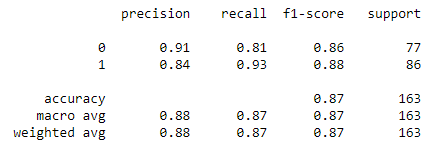 precision recall f1-score support
0 0.91 0.81 0.86 77
1 0.84 0.93 0.88 86
accuracy 0.87 163
macro avg 0.88 0.87 0.87 163
weighted avg 0.88 0.87 0.87 163